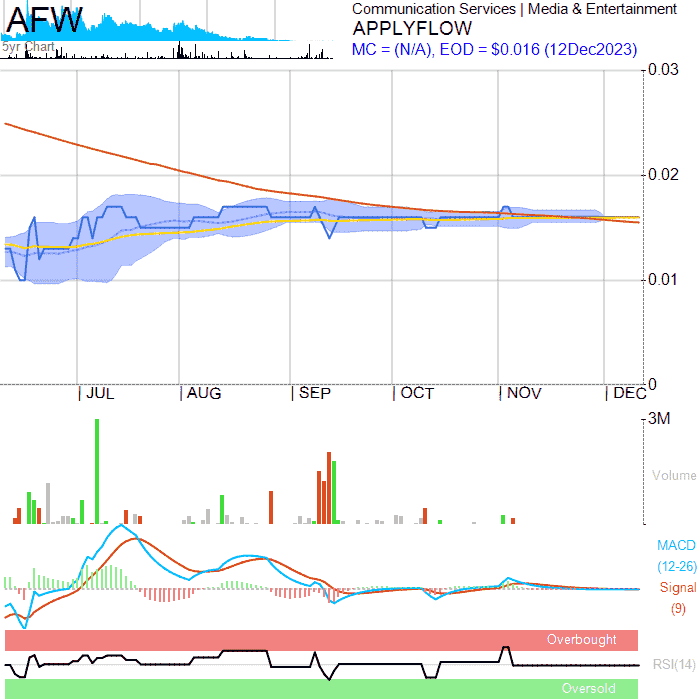 AFW
5yr Chart
Communication Services | Media & Entertainment
APPLYFLOW
MC = (N/A), EOD = $0.016 (12Dec2023)
0.03
0.02
0.01
0
JUL AUG SEP OCT NOV DEC
3M
Volume
MACD
(12-26)
Signal
(9)
Overbought
RSI(14)
Oversold